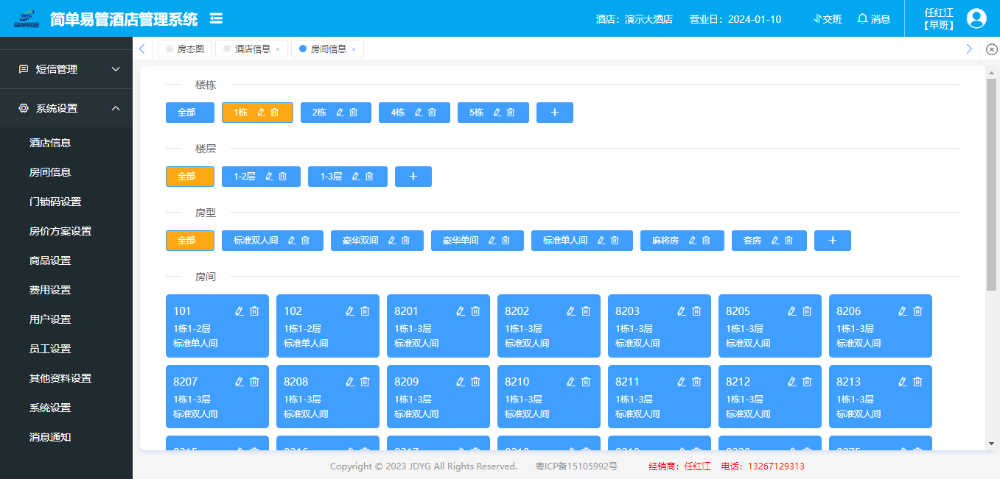 JDYG
简单易管
简单易管酒店管理系统
酒店：演示大酒店 营业日：2024-01-10 交班 消息 任红江
【早班】
房态图 酒店信息 × 房间信息 ×
短信管理
系统设置
酒店信息
房间信息
门锁码设置
房价方案设置
商品设置
费用设置
用户设置
员工设置
其他资料设置
系统设置
消息通知
楼栋
全部 1栋 2栋 4栋 5栋 +
楼层
全部 1-2层 1-3层 +
房型
全部 标准双人间 豪华双间 豪华单间 标准单人间 麻将房 套房 +
房间
101 102 8201 8202 8203 8205 8206
1栋1-2层 1栋1-2层 1栋1-3层 1栋1-3层 1栋1-3层 1栋1-3层 1栋1-3层
标准单人间 标准单人间 标准双人间 标准双人间 标准双人间 标准双人间 标准双人间
8207 8208 8209 8210 8211 8212 8213
1栋1-3层 1栋1-3层 1栋1-3层 1栋1-3层 1栋1-3层 1栋1-3层 1栋1-3层
标准双人间 标准双人间 标准双人间 标准双人间 标准双人间 标准双人间 标准双人间
Copyright © 2023 JDYG All Rights Reserved. 粤ICP备15105992号 经销商：任红江 电话：13267129313